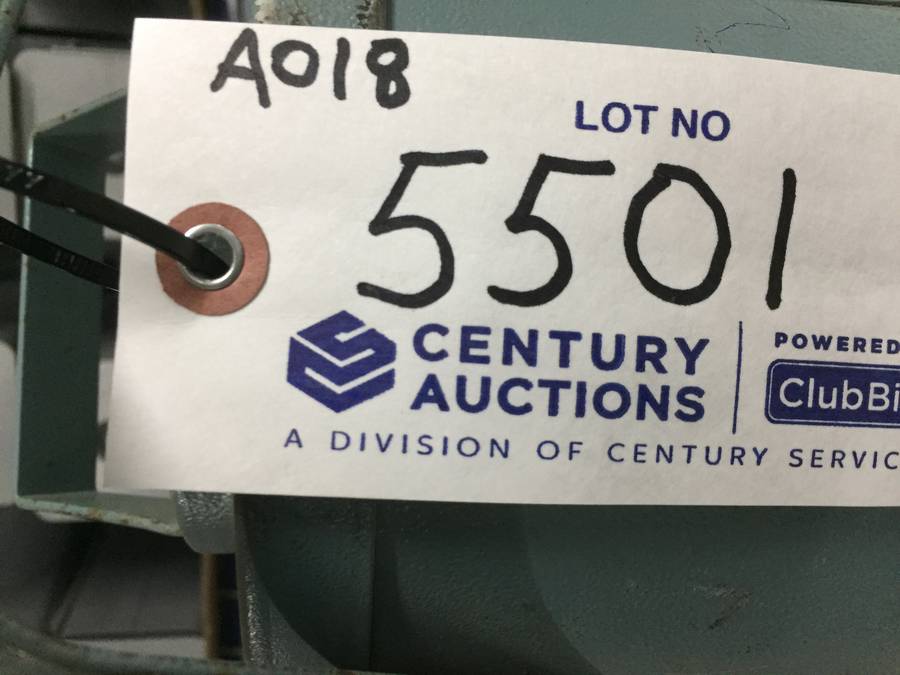 A018
LOT NO
5501
CENTURY
AUCTIONS
POWERED
ClubBi
A DIVISION OF CENTURY SERVIC